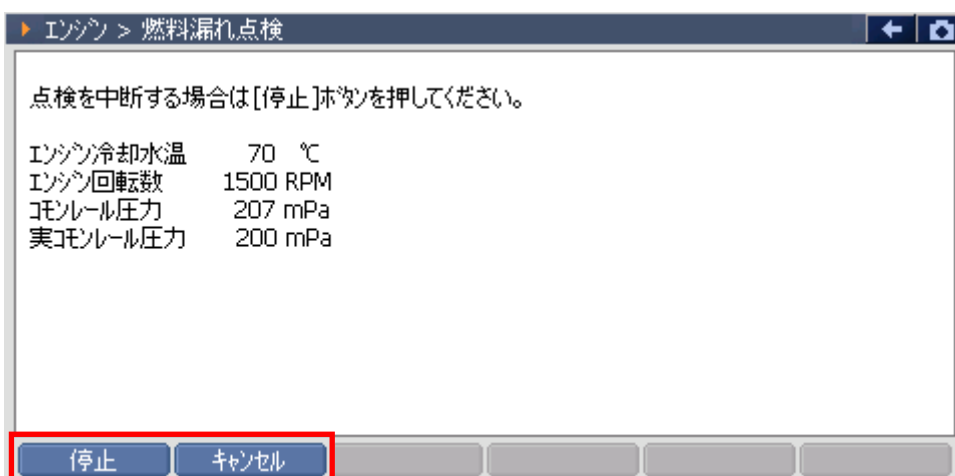 エンジン > 燃料漏れ点検
点検を中断する場合は[停止]ボタンを押してください。
エンジン冷却水温 70 ℃
エンジン回転数 1500 RPM
コモンレール圧力 207 mPa
実コモンレール圧力 200 mPa
停止 キャンセル